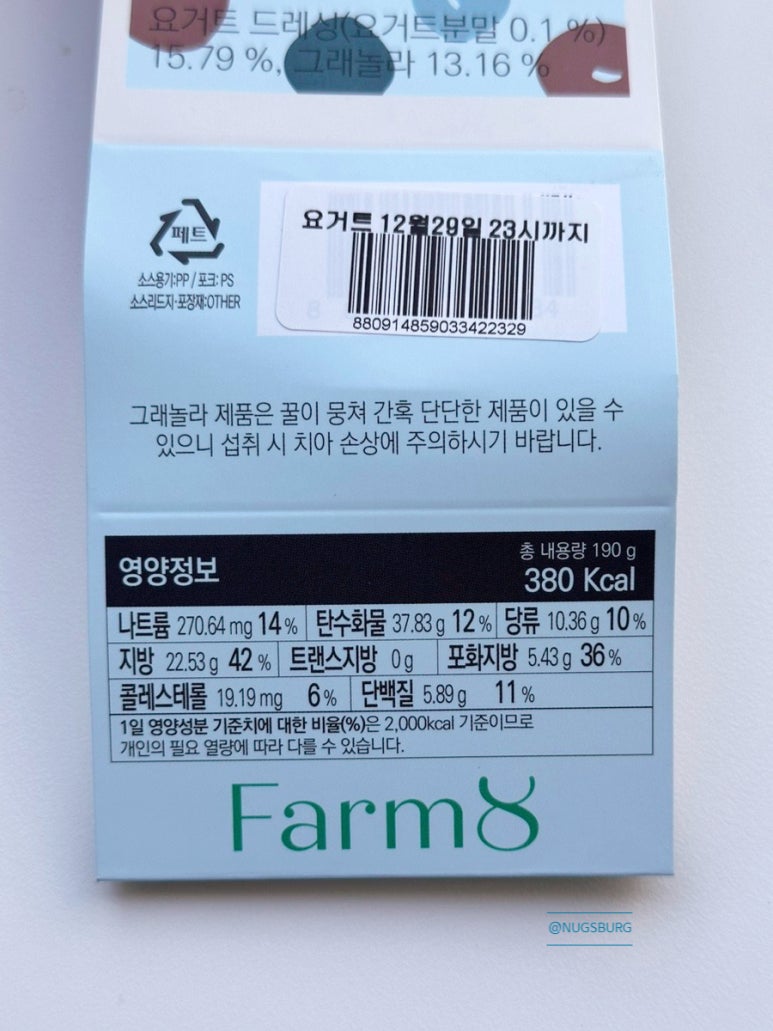 요거트 드레싱(요거트분말 0.1 %)
15.79 %, 그래놀라 13.16 %
페트
소스용기:PP / 포크: PS
소스리드지·포장재:OTHER
요거트 12월29일 23시까지
880914859033422329
그래놀라 제품은 꿀이 뭉쳐 간혹 단단한 제품이 있을 수
있으니 섭취 시 치아 손상에 주의하시기 바랍니다.
영양정보
총 내용량 190 g
380 Kcal
나트륨 270.64 mg 14 % 탄수화물 37.83 g 12 % 당류 10.36 g 10 %
지방 22.53 g 42 % 트랜스지방 0 g 포화지방 5.43 g 36 %
콜레스테롤 19.19 mg 6 % 단백질 5.89 g 11 %
1일 영양성분 기준치에 대한 비율(%)은 2,000kcal 기준이므로
개인의 필요 열량에 따라 다를 수 있습니다.
Farm8
@NUGSBURG